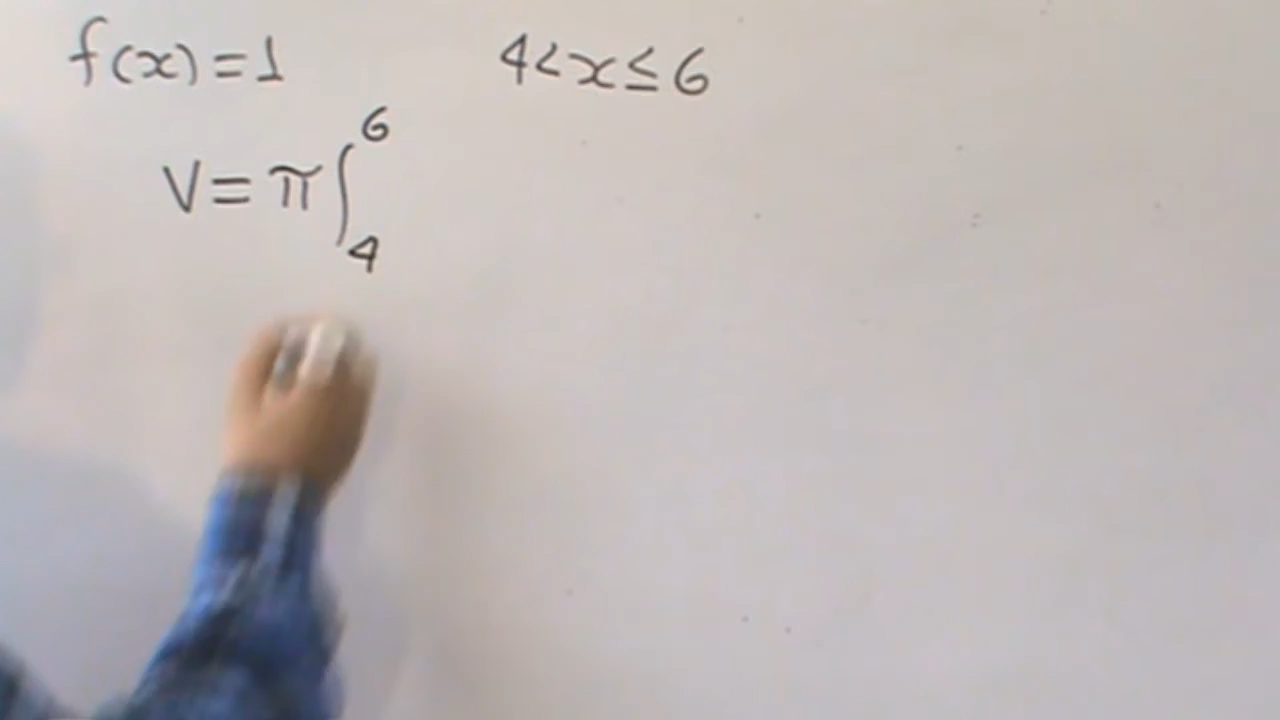 f(x) = 1 4 < x ≤ 6
V = π ∫₄⁶